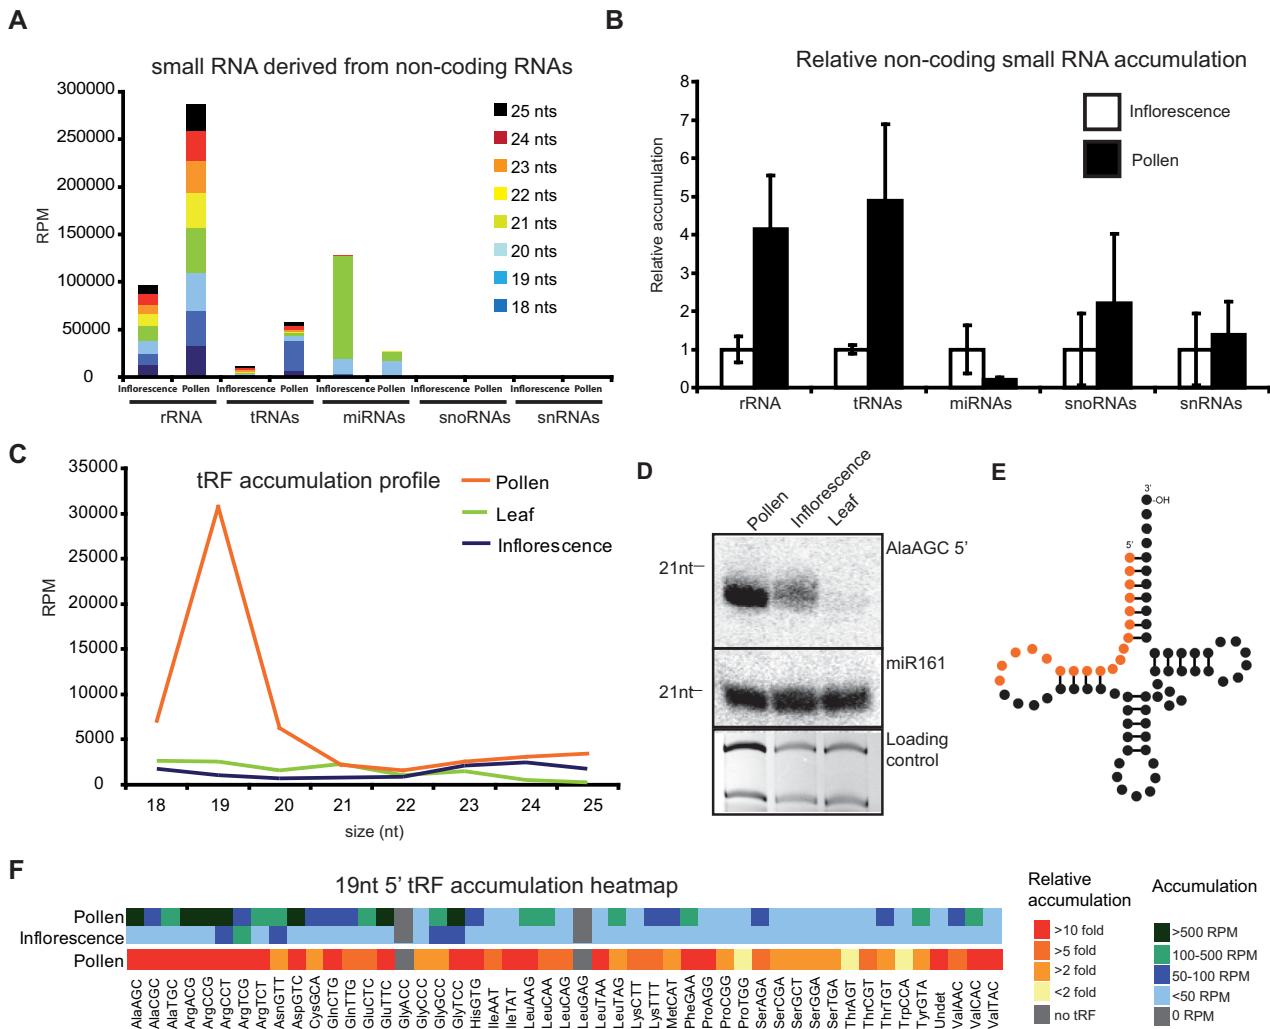 A
small RNA derived from non-coding RNAs
300000
250000
200000
150000
100000
50000
0
RPM
25 nts
24 nts
23 nts
22 nts
21 nts
20 nts
19 nts
18 nts
Inflorescence Pollen Inflorescence Pollen Inflorescence Pollen Inflorescence Pollen Inflorescence Pollen
rRNA tRNAs miRNAs snoRNAs snRNAs
B
Relative non-coding small RNA accumulation
8
7
6
5
4
3
2
1
0
Relative accumulation
Inflorescence
Pollen
rRNA tRNAs miRNAs snoRNAs snRNAs
C
tRF accumulation profile
35000
30000
25000
20000
15000
10000
5000
0
RPM
Pollen
Leaf
Inflorescence
18 19 20 21 22 23 24 25
size (nt)
D
Pollen
Inflorescence
Leaf
21nt
AlaAGC 5'
21nt
miR161
Loading
control
E
3'
-OH
5'
F
19nt 5' tRF accumulation heatmap
Pollen
Inflorescence
Pollen
AlaAGC
AlaCGC
AlaTGC
ArgACG
ArgCCG
ArgCCT
ArgTCG
ArgTCT
AsnGTT
AspGTC
CysGCA
GlnCTG
GlnTTG
GluCTC
GluTTC
GlyACC
GlyCCC
GlyGCC
GlyTCC
HisGTG
IleAAT
IleTAT
LeuAAG
LeuCAA
LeuCAG
LeuGAG
LeuTAA
LeuTAG
LysCTT
LysTTT
MetCAT
PheGAA
ProAGG
ProCGG
ProTGG
SerAGA
SerCGA
SerGCT
SerGGA
SerTGA
ThrAGT
ThrCGT
ThrTGT
TrpCCA
TyrGTA
Undet
ValAAC
ValCAC
ValTAC
Relative
accumulation
>10 fold
>5 fold
>2 fold
<2 fold
no tRF
Accumulation
>500 RPM
100-500 RPM
50-100 RPM
<50 RPM
0 RPM